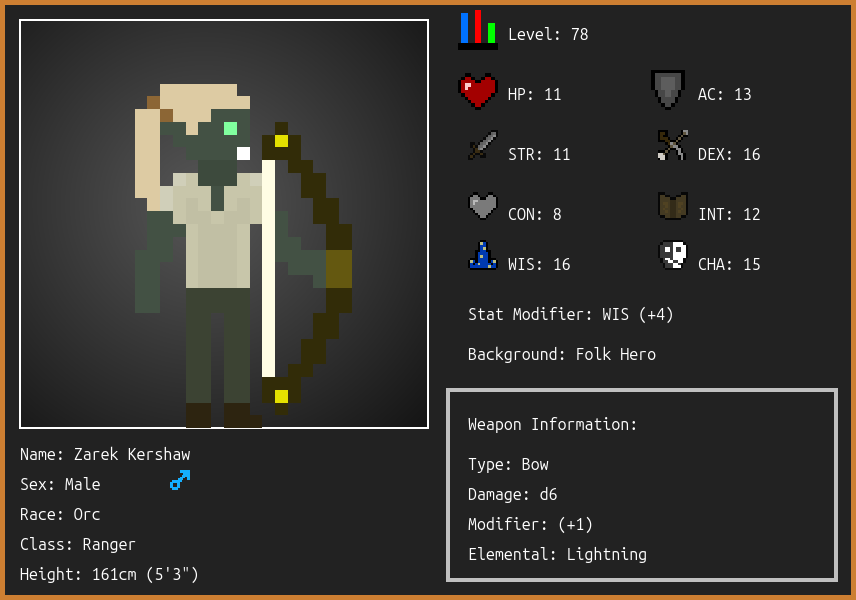 Level: 78
HP: 11
AC: 13
STR: 11
DEX: 16
CON: 8
INT: 12
WIS: 16
CHA: 15
Stat Modifier: WIS (+4)
Background: Folk Hero
Weapon Information:
Type: Bow
Damage: d6
Modifier: (+1)
Elemental: Lightning
Name: Zarek Kershaw
Sex: Male
Race: Orc
Class: Ranger
Height: 161cm (5'3")